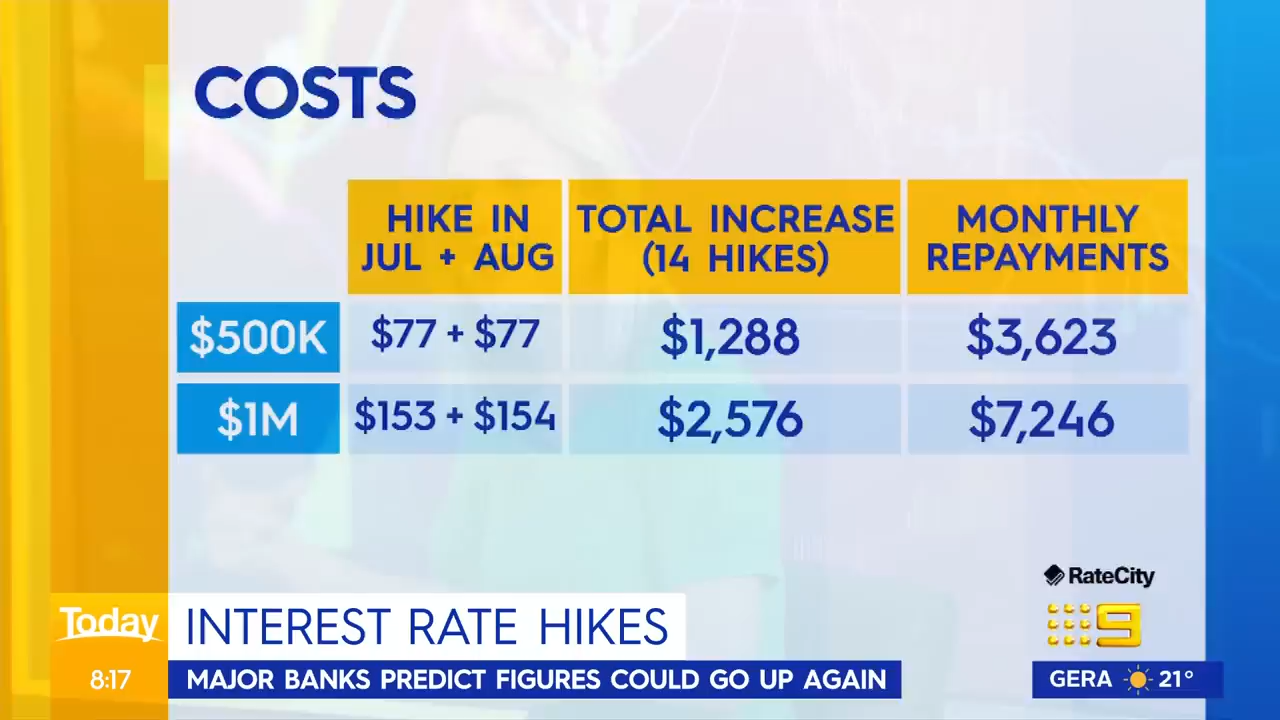 COSTS
HIKE IN JUL + AUG
TOTAL INCREASE (14 HIKES)
MONTHLY REPAYMENTS
$500K $77 + $77 $1,288 $3,623
$1M $153 + $154 $2,576 $7,246
RateCity
9
Today
INTEREST RATE HIKES
8:17
MAJOR BANKS PREDICT FIGURES COULD GO UP AGAIN
GERA 21°